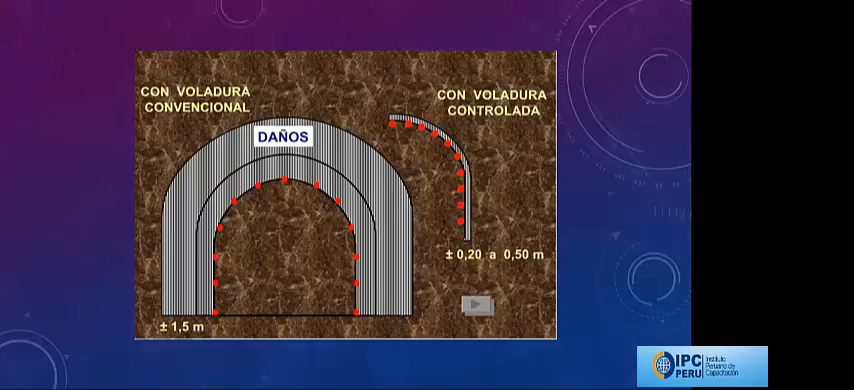 CON VOLADURA
CONVENCIONAL
CON VOLADURA
CONTROLADA
DAÑOS
± 0,20 a 0,50 m
± 1,5 m
IPC
PERU
Instituto
Peruano de
Capacitación